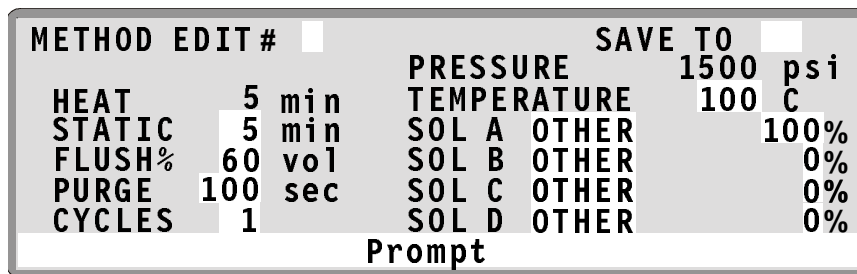 METHOD EDIT# SAVE TO
PRESSURE 1500 psi
HEAT 5 min TEMPERATURE 100 C
STATIC 5 min SOL A OTHER 100%
FLUSH% 60 vol SOL B OTHER 0%
PURGE 100 sec SOL C OTHER 0%
CYCLES 1 SOL D OTHER 0%
Prompt